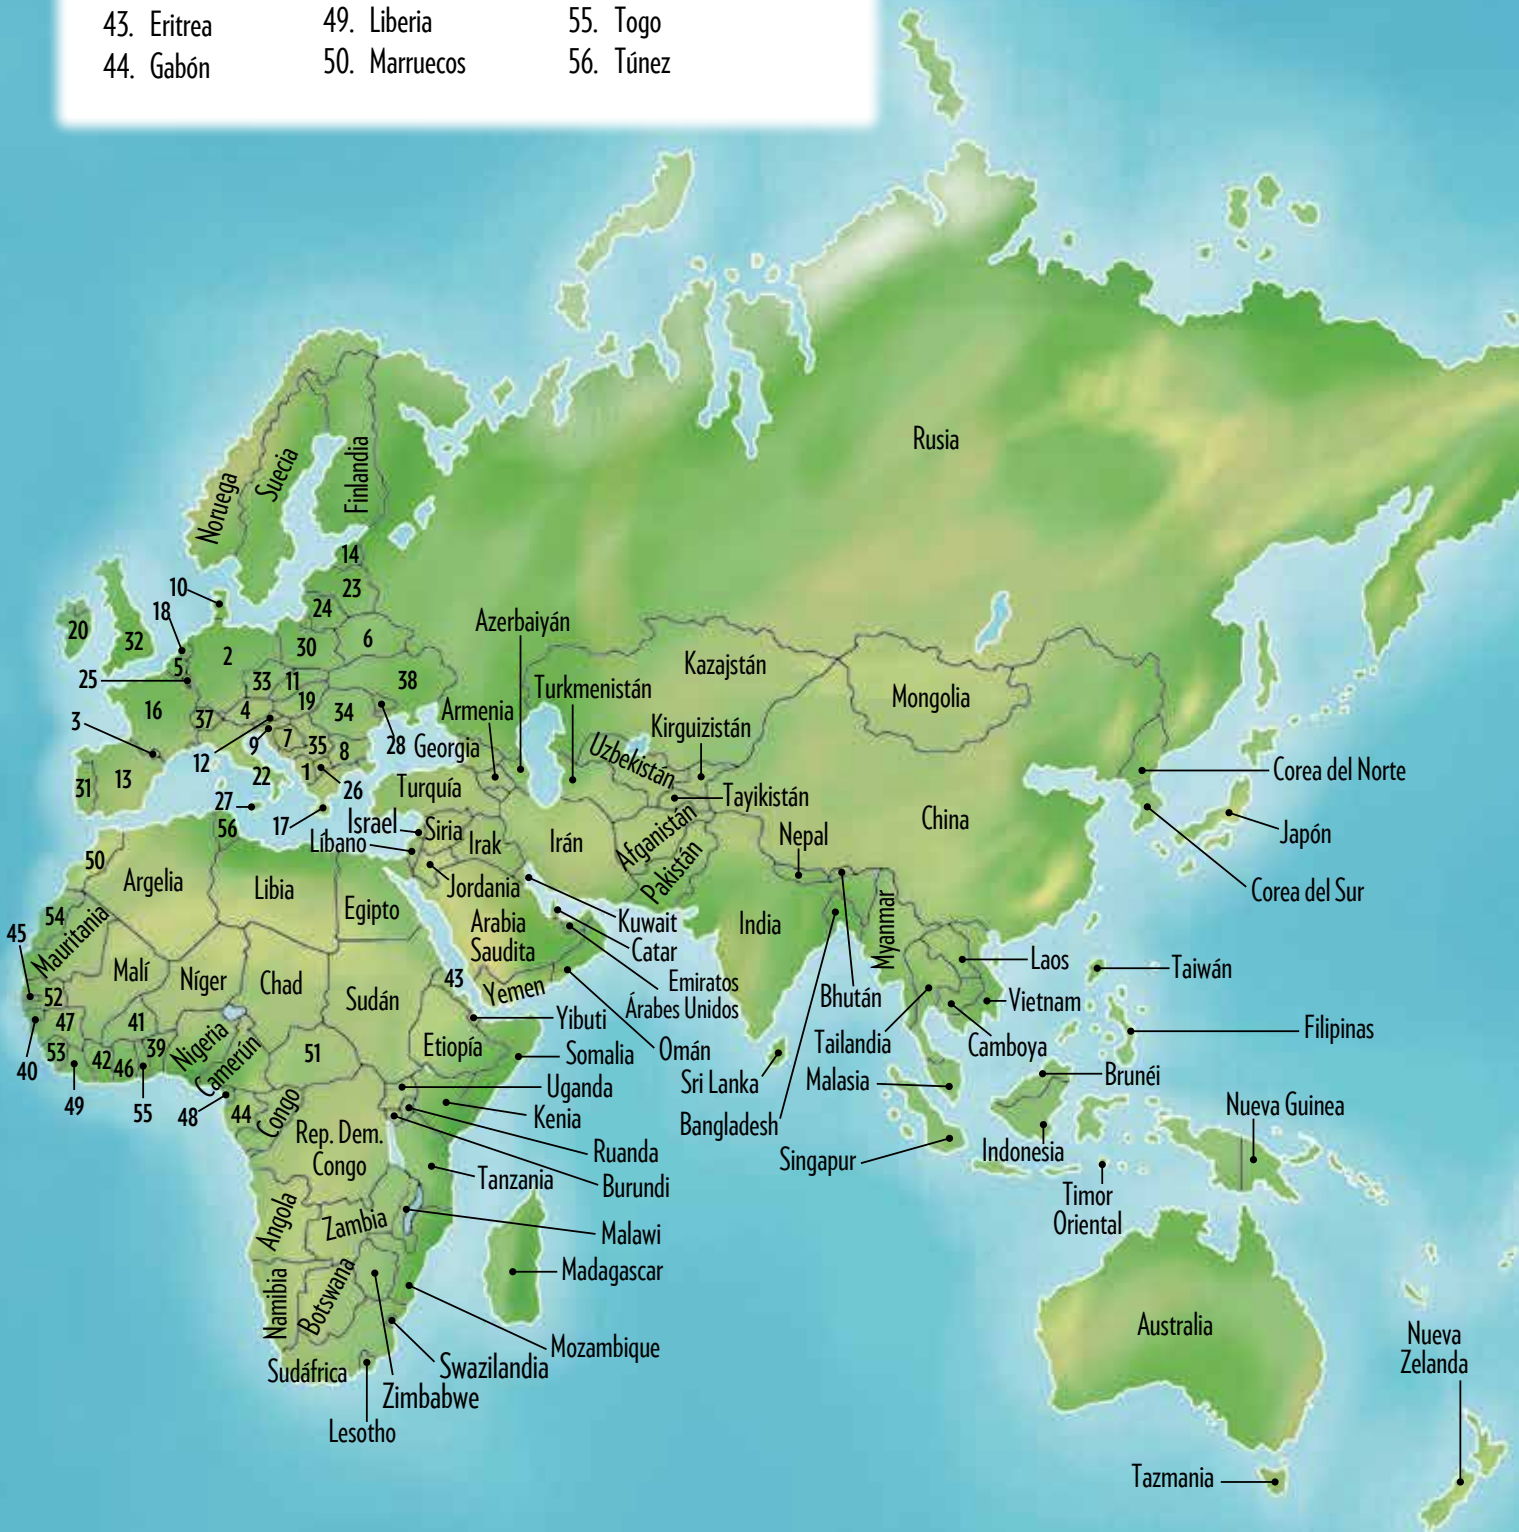 43. Eritrea
44. Gabón
49. Liberia
50. Marruecos
55. Togo
56. Túnez
Rusia
Noruega
Suecia
Finlandia
14
10
18
23
24
20
32
2
30
6
5
25
33
11
38
16
37
4
19
34
3
9
7
28
12
35
8
31
13
22
1
26
27
17
56
Azerbaiyán
Armenia
Georgia
Turkmenistán
Kazajstán
Kirguizistán
Uzbekistán
Tayikistán
Mongolia
China
Turquía
Israel
Líbano
Siria
Irak
Irán
Afganistán
Pakistán
Nepal
Jordania
Corea del Norte
Japón
Corea del Sur
50
Argelia
Libia
Egipto
Arabia
Saudita
Kuwait
Catar
Emiratos
Árabes Unidos
India
Bhután
Myanmar
Laos
Taiwán
54
45
Mauritania
Malí
Níger
Chad
Sudán
43
Yemen
Yibuti
Omán
Vietnam
Filipinas
Tailandia
Camboya
52
47
41
40
53
42
46
39
Nigeria
Camerún
51
Etiopía
Somalia
Uganda
Kenia
Sri Lanka
Malasia
Brunéi
Bangladesh
Singapur
Indonesia
Nueva Guinea
Timor
Oriental
49
55
48
44
Congo
Rep. Dem.
Congo
Ruanda
Tanzania
Burundi
Angola
Zambia
Malawi
Madagascar
Namibia
Botswana
Mozambique
Swazilandia
Sudáfrica
Zimbabwe
Lesotho
Australia
Nueva
Zelanda
Tazmania